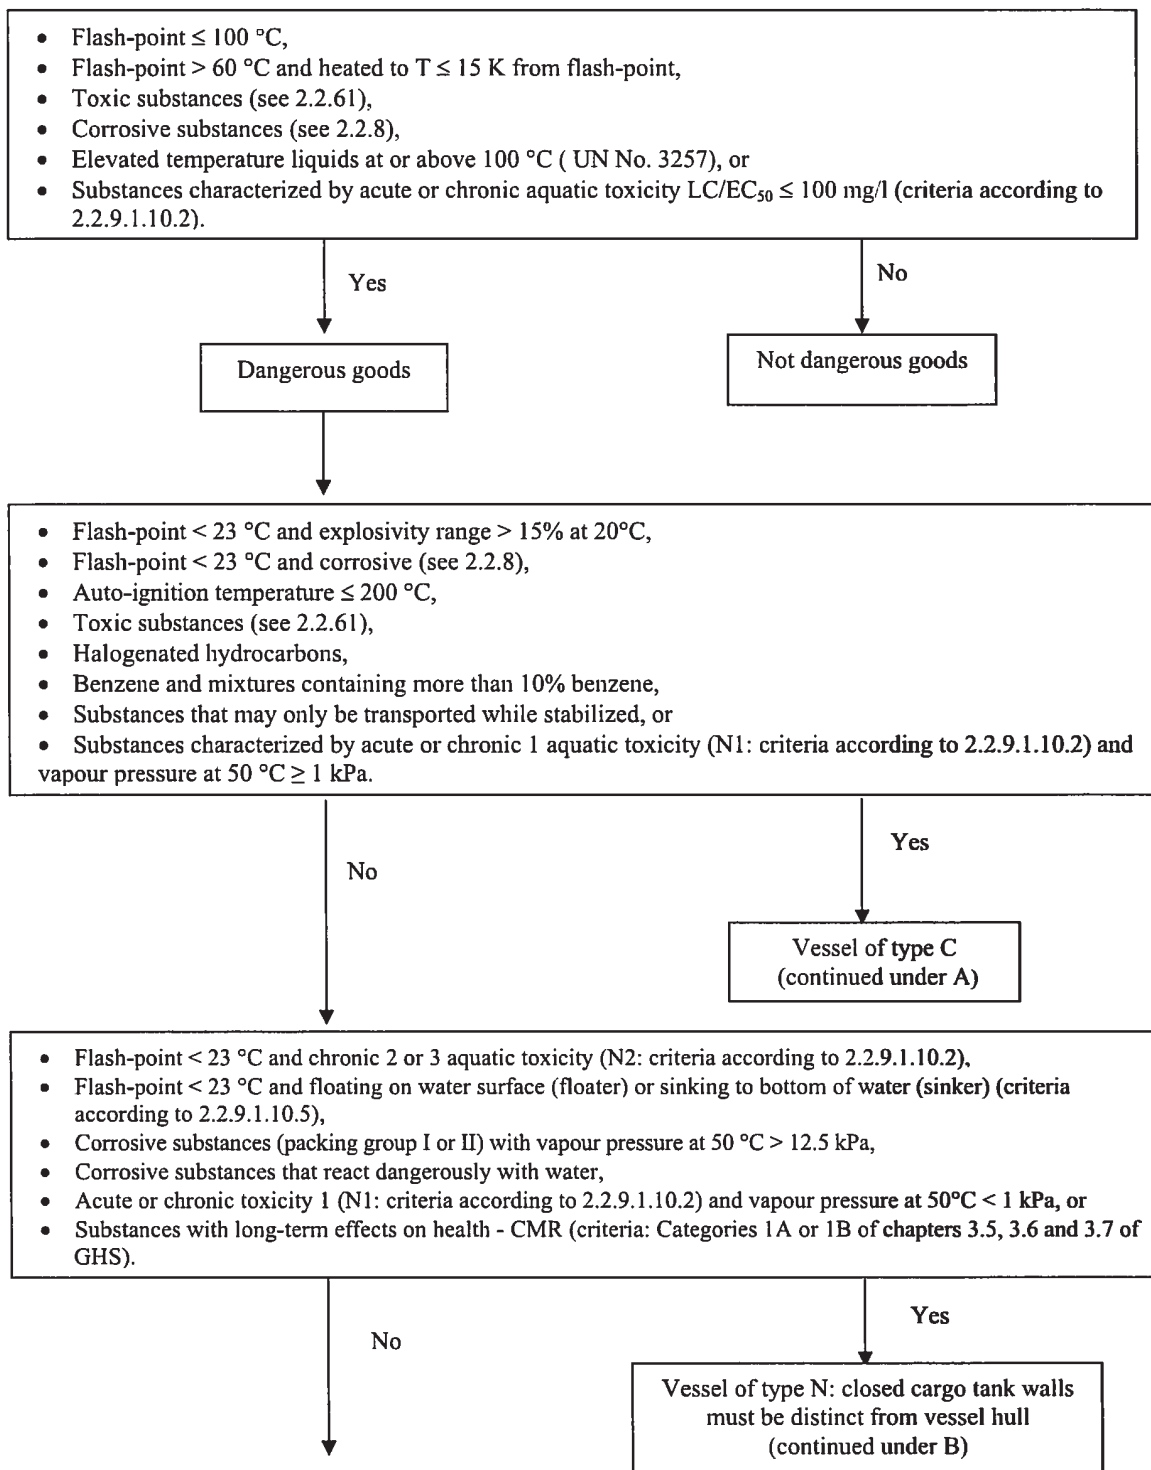 • Flash-point ≤ 100 °C,
• Flash-point > 60 °C and heated to T ≤ 15 K from flash-point,
• Toxic substances (see 2.2.61),
• Corrosive substances (see 2.2.8),
• Elevated temperature liquids at or above 100 °C ( UN No. 3257), or
• Substances characterized by acute or chronic aquatic toxicity LC/EC₅₀ ≤ 100 mg/l (criteria according to
2.2.9.1.10.2).
Yes
No
Dangerous goods
Not dangerous goods
• Flash-point < 23 °C and explosivity range > 15% at 20°C,
• Flash-point < 23 °C and corrosive (see 2.2.8),
• Auto-ignition temperature ≤ 200 °C,
• Toxic substances (see 2.2.61),
• Halogenated hydrocarbons,
• Benzene and mixtures containing more than 10% benzene,
• Substances that may only be transported while stabilized, or
• Substances characterized by acute or chronic 1 aquatic toxicity (N1: criteria according to 2.2.9.1.10.2) and
vapour pressure at 50 °C ≥ 1 kPa.
No
Yes
Vessel of type C
(continued under A)
• Flash-point < 23 °C and chronic 2 or 3 aquatic toxicity (N2: criteria according to 2.2.9.1.10.2),
• Flash-point < 23 °C and floating on water surface (floater) or sinking to bottom of water (sinker) (criteria
according to 2.2.9.1.10.5),
• Corrosive substances (packing group I or II) with vapour pressure at 50 °C > 12.5 kPa,
• Corrosive substances that react dangerously with water,
• Acute or chronic toxicity 1 (N1: criteria according to 2.2.9.1.10.2) and vapour pressure at 50°C < 1 kPa, or
• Substances with long-term effects on health - CMR (criteria: Categories 1A or 1B of chapters 3.5, 3.6 and 3.7 of
GHS).
No
Yes
Vessel of type N: closed cargo tank walls
must be distinct from vessel hull
(continued under B)